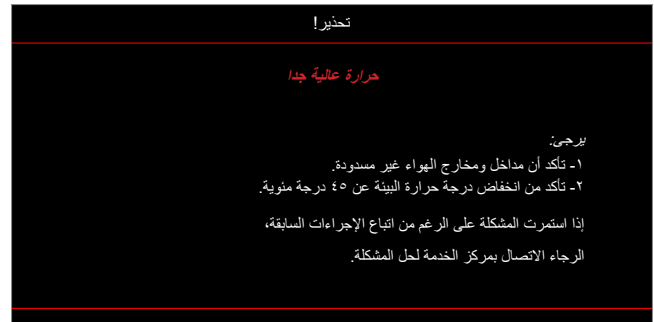 تحذير!
حرارة عالية جدا
يرجى:
١- تأكد أن مداخل ومخارج الهواء غير مسدودة.
٢- تأكد من انخفاض درجة حرارة البيئة عن ٤٥ درجة مئوية.
إذا استمرت المشكلة على الرغم من اتباع الإجراءات السابقة،
الرجاء الاتصال بمركز الخدمة لحل المشكلة.